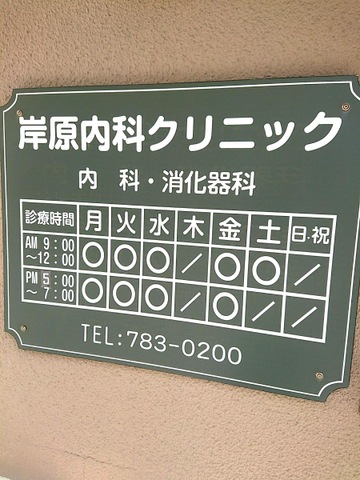 岸原内科クリニック
内 科・消化器科
診療時間 月 火 水 木 金 土 日・祝
AM 9:00 ～12:00 ○ ○ ○ ／ ○ ○ ／
PM 5:00 ～ 7:00 ○ ○ ○ ／ ○ ／ ／
TEL:783-0200